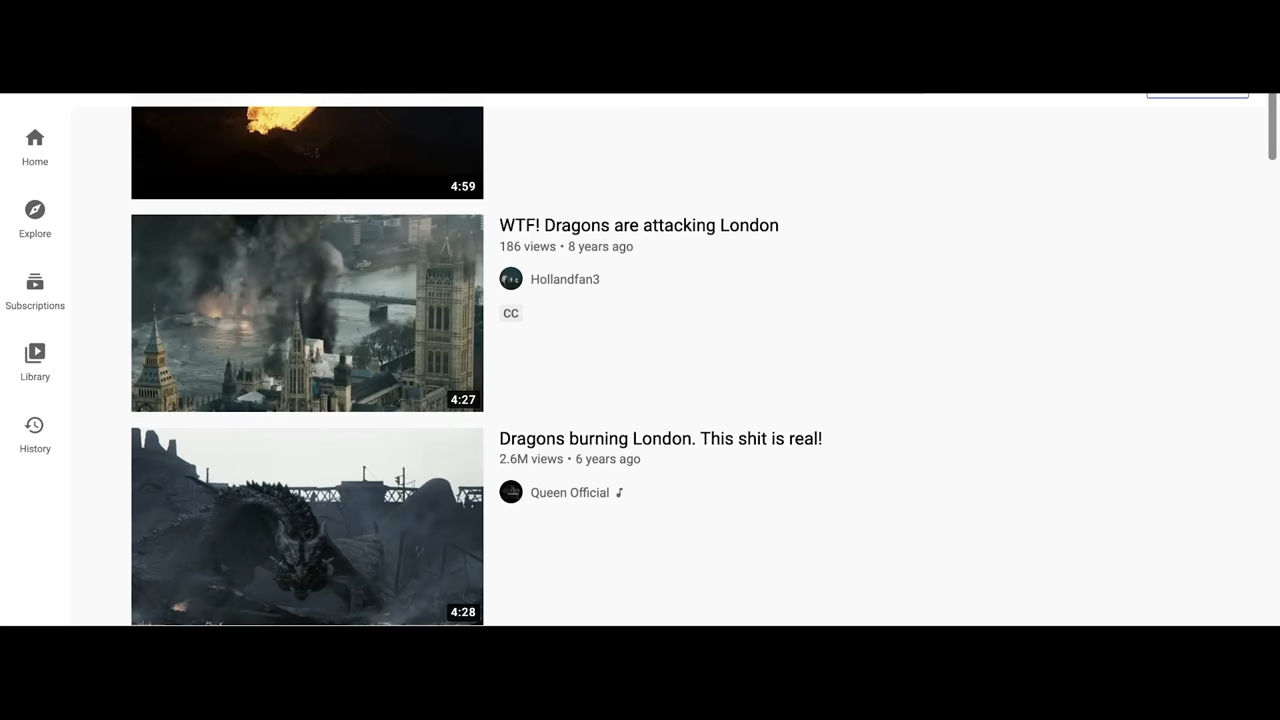 Home
Explore
Subscriptions
Library
History
4:59
WTF! Dragons are attacking London
186 views • 8 years ago
Hollandfan3
CC
4:27
Dragons burning London. This shit is real!
2.6M views • 6 years ago
Queen Official ♪
4:28